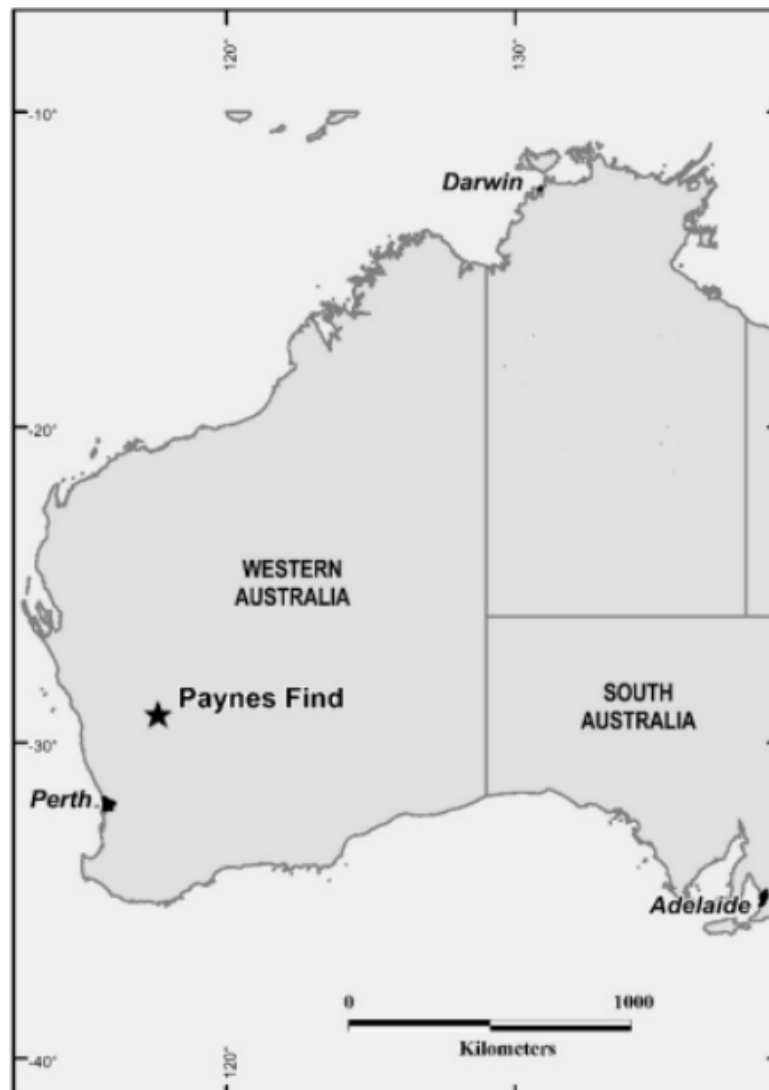 120°
130°
-10°
Darwin
-20°
WESTERN
AUSTRALIA
Paynes Find
SOUTH
AUSTRALIA
-30°
Perth
Adelaide
0
1000
Kilometers
-40°
120°
130°